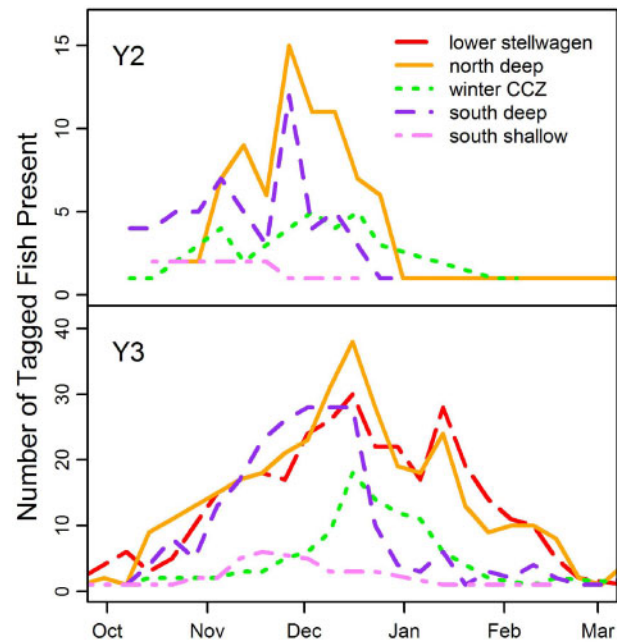 Y2
lower stellwagen
north deep
winter CCZ
south deep
south shallow
15
10
5
0
Number of Tagged Fish Present
Y3
40
30
20
10
0
Oct Nov Dec Jan Feb Mar